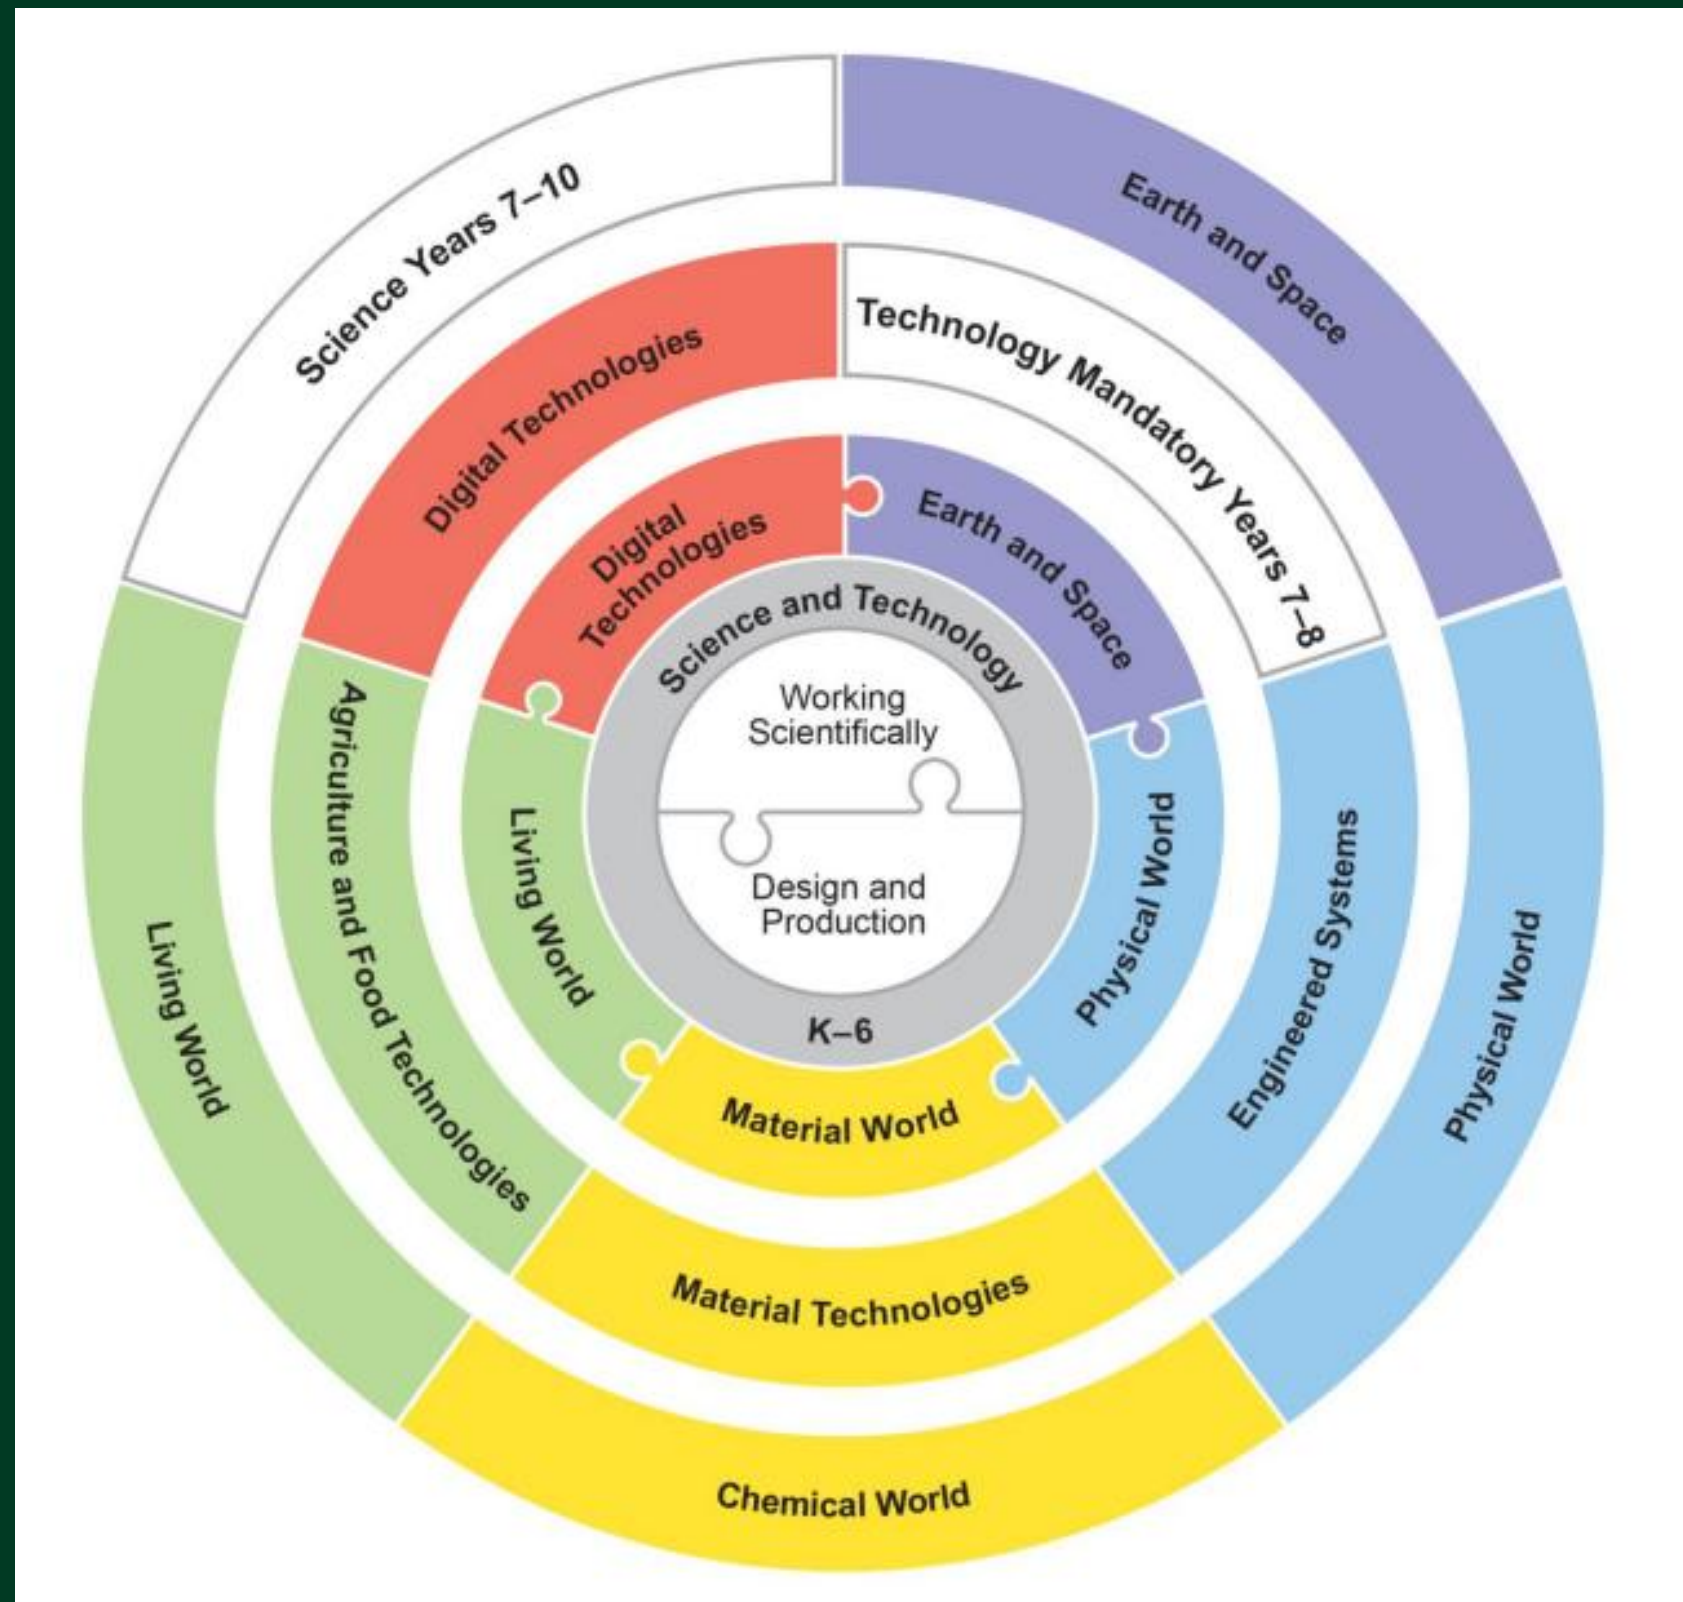 Science Years 7–10
Earth and Space
Physical World
Chemical World
Living World
Technology Mandatory Years 7–8
Engineered Systems
Material Technologies
Agriculture and Food Technologies
Digital Technologies
Digital
Technologies
Earth and Space
Physical World
Material World
Living World
Science and Technology
K–6
Working
Scientifically
Design and
Production